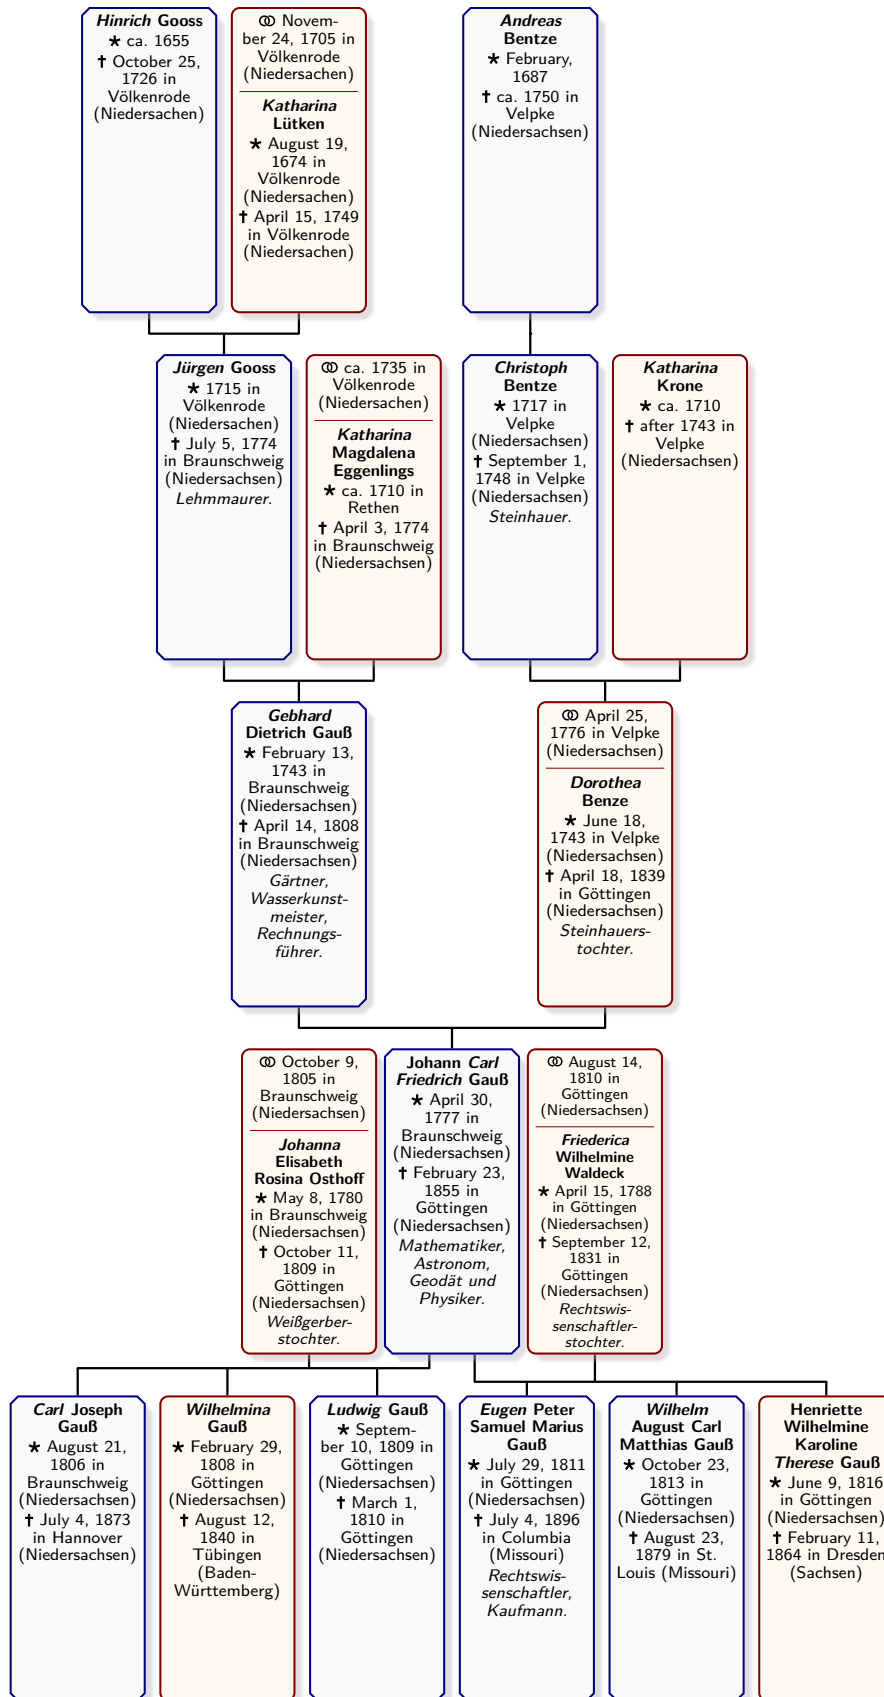 Hinrich Gooss
★ ca. 1655
† October 25,
1726 in
Völkenrode
(Niedersachen)
⚭ Novem-
ber 24, 1705 in
Völkenrode
(Niedersachen)
Katharina
Lütken
★ August 19,
1674 in
Völkenrode
(Niedersachen)
† April 15, 1749
in Völkenrode
(Niedersachen)
Andreas
Bentze
★ February,
1687
† ca. 1750 in
Velpke
(Niedersachsen)
Jürgen Gooss
★ 1715 in
Völkenrode
(Niedersachen)
† July 5, 1774
in Braunschweig
(Niedersachsen)
Lehmmaurer.
⚭ ca. 1735 in
Völkenrode
(Niedersachen)
Katharina
Magdalena
Eggenlings
★ ca. 1710 in
Rethen
† April 3, 1774
in Braunschweig
(Niedersachsen)
Christoph
Bentze
★ 1717 in
Velpke
(Niedersachsen)
† September 1,
1748 in Velpke
(Niedersachsen)
Steinhauer.
Katharina
Krone
★ ca. 1710
† after 1743 in
Velpke
(Niedersachsen)
Gebhard
Dietrich Gauß
★ February 13,
1743 in
Braunschweig
(Niedersachsen)
† April 14, 1808
in Braunschweig
(Niedersachsen)
Gärtner,
Wasserkunst-
meister,
Rechnungs-
führer.
⚭ April 25,
1776 in Velpke
(Niedersachsen)
Dorothea
Benze
★ June 18,
1743 in Velpke
(Niedersachsen)
† April 18, 1839
in Göttingen
(Niedersachsen)
Steinhauers-
tochter.
⚭ October 9,
1805 in
Braunschweig
(Niedersachsen)
Johanna
Elisabeth
Rosina Osthoff
★ May 8, 1780
in Braunschweig
(Niedersachsen)
† October 11,
1809 in
Göttingen
(Niedersachsen)
Weißgerber-
stochter.
Johann Carl
Friedrich Gauß
★ April 30,
1777 in
Braunschweig
(Niedersachsen)
† February 23,
1855 in
Göttingen
(Niedersachsen)
Mathematiker,
Astronom,
Geodät und
Physiker.
⚭ August 14,
1810 in
Göttingen
(Niedersachsen)
Friederica
Wilhelmine
Waldeck
★ April 15, 1788
in Göttingen
(Niedersachsen)
† September 12,
1831 in
Göttingen
(Niedersachsen)
Rechtswis-
senschaftler-
stochter.
Carl Joseph
Gauß
★ August 21,
1806 in
Braunschweig
(Niedersachsen)
† July 4, 1873
in Hannover
(Niedersachsen)
Wilhelmina
Gauß
★ February 29,
1808 in
Göttingen
(Niedersachsen)
† August 12,
1840 in
Tübingen
(Baden-
Württemberg)
Ludwig Gauß
★ Septem-
ber 10, 1809 in
Göttingen
(Niedersachsen)
† March 1,
1810 in
Göttingen
(Niedersachsen)
Eugen Peter
Samuel Marius
Gauß
★ July 29, 1811
in Göttingen
(Niedersachsen)
† July 4, 1896
in Columbia
(Missouri)
Rechtswis-
senschaftler,
Kaufmann.
Wilhelm
August Carl
Matthias Gauß
★ October 23,
1813 in
Göttingen
(Niedersachsen)
† August 23,
1879 in St.
Louis (Missouri)
Henriette
Wilhelmine
Karoline
Therese Gauß
★ June 9, 1816
in Göttingen
(Niedersachsen)
† February 11,
1864 in Dresden
(Sachsen)